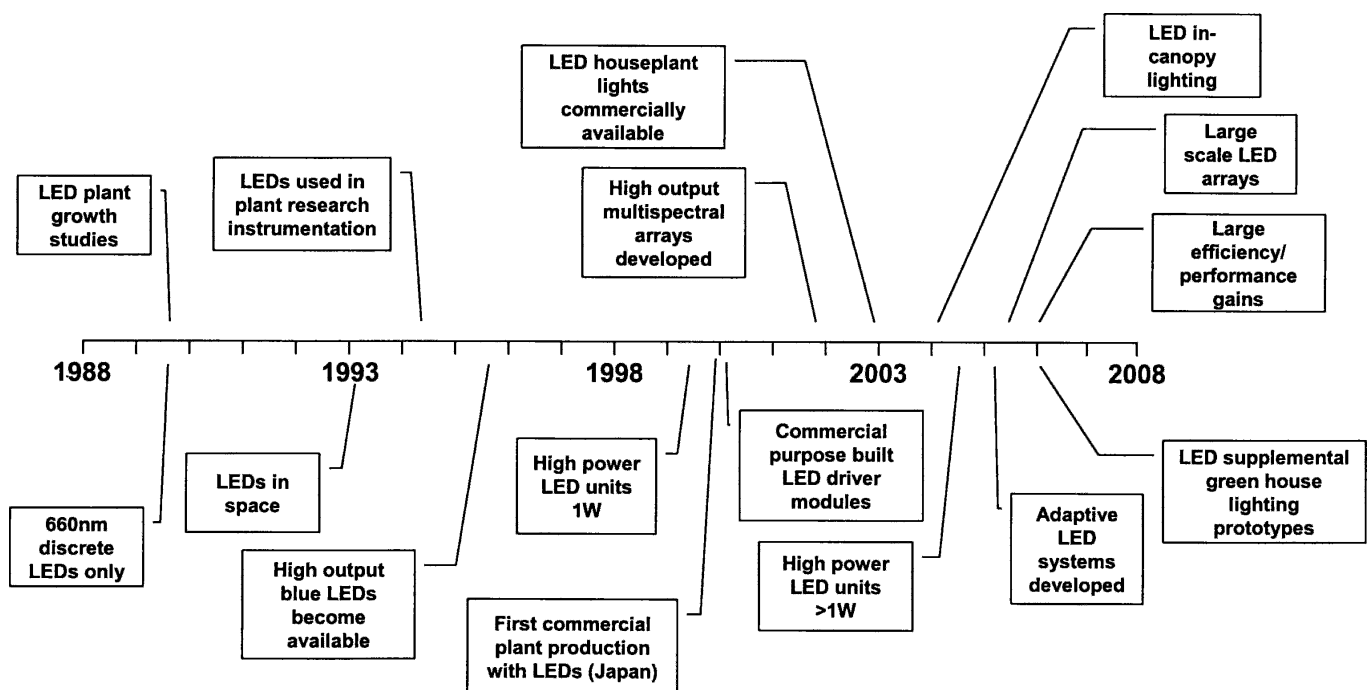 LED houseplant
lights
commercially
available
LED in-
canopy
lighting
Large
scale LED
arrays
LED plant
growth
studies
LEDs used in
plant research
instrumentation
High output
multispectral
arrays
developed
Large
efficiency/
performance
gains
1988
1993
1998
2003
2008
660nm
discrete
LEDs only
LEDs in
space
High output
blue LEDs
become
available
High power
LED units
1W
First commercial
plant production
with LEDs (Japan)
Commercial
purpose built
LED driver
modules
High power
LED units
>1W
Adaptive
LED
systems
developed
LED supplemental
green house
lighting
prototypes